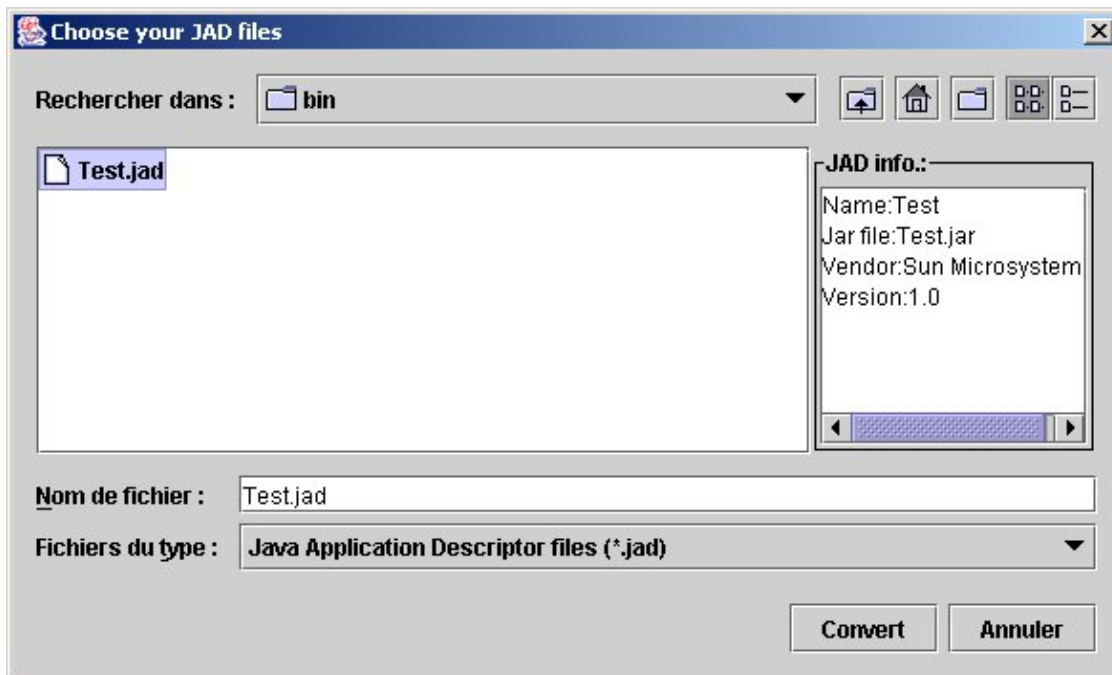 Choose your JAD files
Rechercher dans :
bin
Test.jad
JAD info.:
Name:Test
Jar file:Test.jar
Vendor:Sun Microsystem
Version:1.0
Nom de fichier :
Test.jad
Fichiers du type :
Java Application Descriptor files (*.jad)
Convert
Annuler